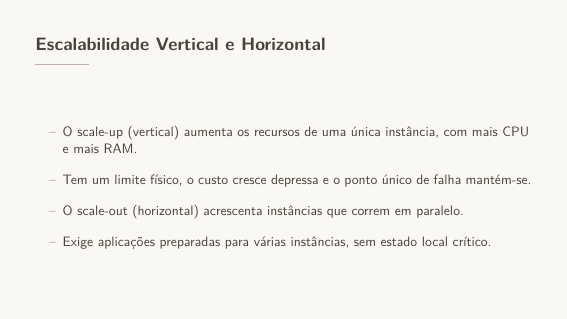 Escalabilidade Vertical e Horizontal
– O scale-up (vertical) aumenta os recursos de uma única instância, com mais CPU
e mais RAM.
– Tem um limite físico, o custo cresce depressa e o ponto único de falha mantém-se.
– O scale-out (horizontal) acrescenta instâncias que correm em paralelo.
– Exige aplicações preparadas para várias instâncias, sem estado local crítico.